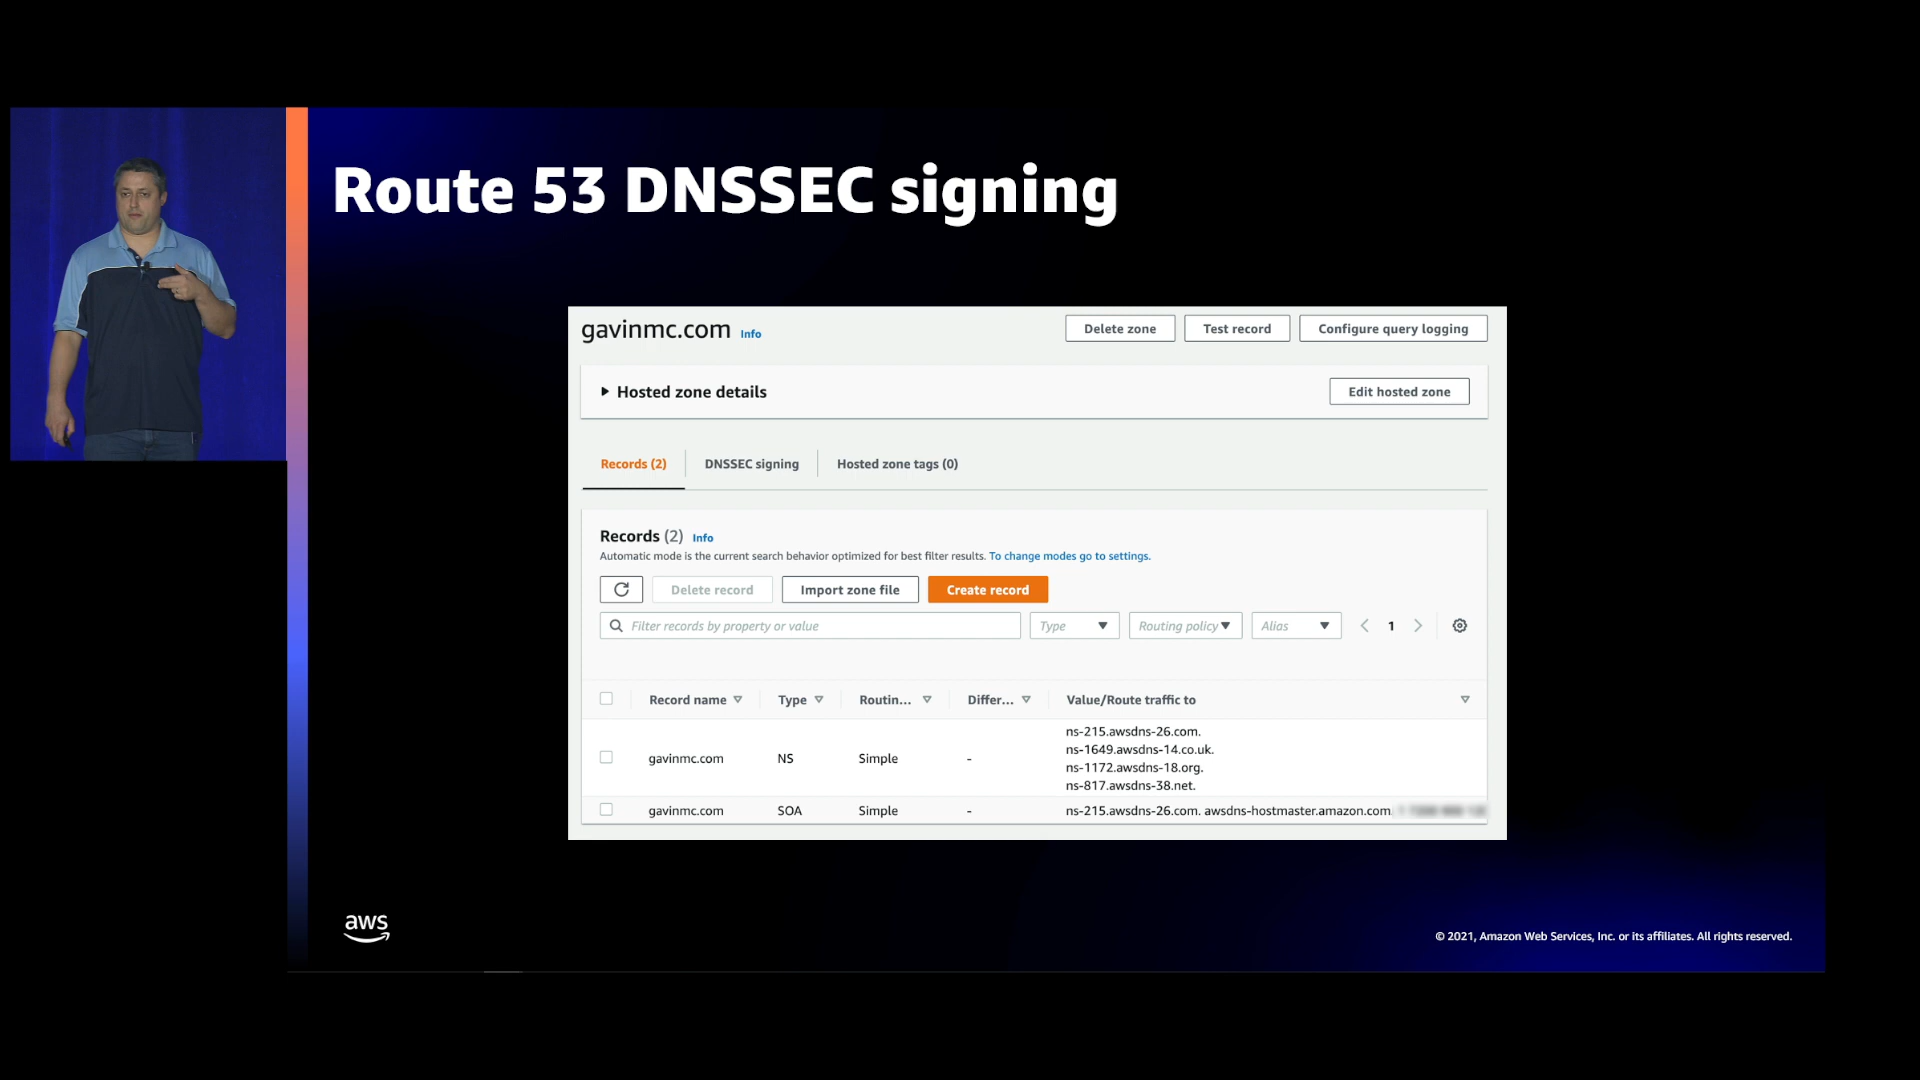 Route 53 DNSSEC signing
gavinmc.com Info
Delete zone Test record Configure query logging
Hosted zone details
Edit hosted zone
Records (2) DNSSEC signing Hosted zone tags (0)
Records (2) Info
Automatic mode is the current search behavior optimized for best filter results. To change modes go to settings.
Delete record Import zone file Create record
Filter records by property or value Type Routing policy Alias 1
Record name Type Routin... Differ... Value/Route traffic to
ns-215.awsdns-26.com.
ns-1649.awsdns-14.co.uk.
gavinmc.com NS Simple -
ns-1172.awsdns-18.org.
ns-817.awsdns-38.net.
gavinmc.com SOA Simple - ns-215.awsdns-26.com. awsdns-hostmaster.amazon.com.
aws
© 2021, Amazon Web Services, Inc. or its affiliates. All rights reserved.